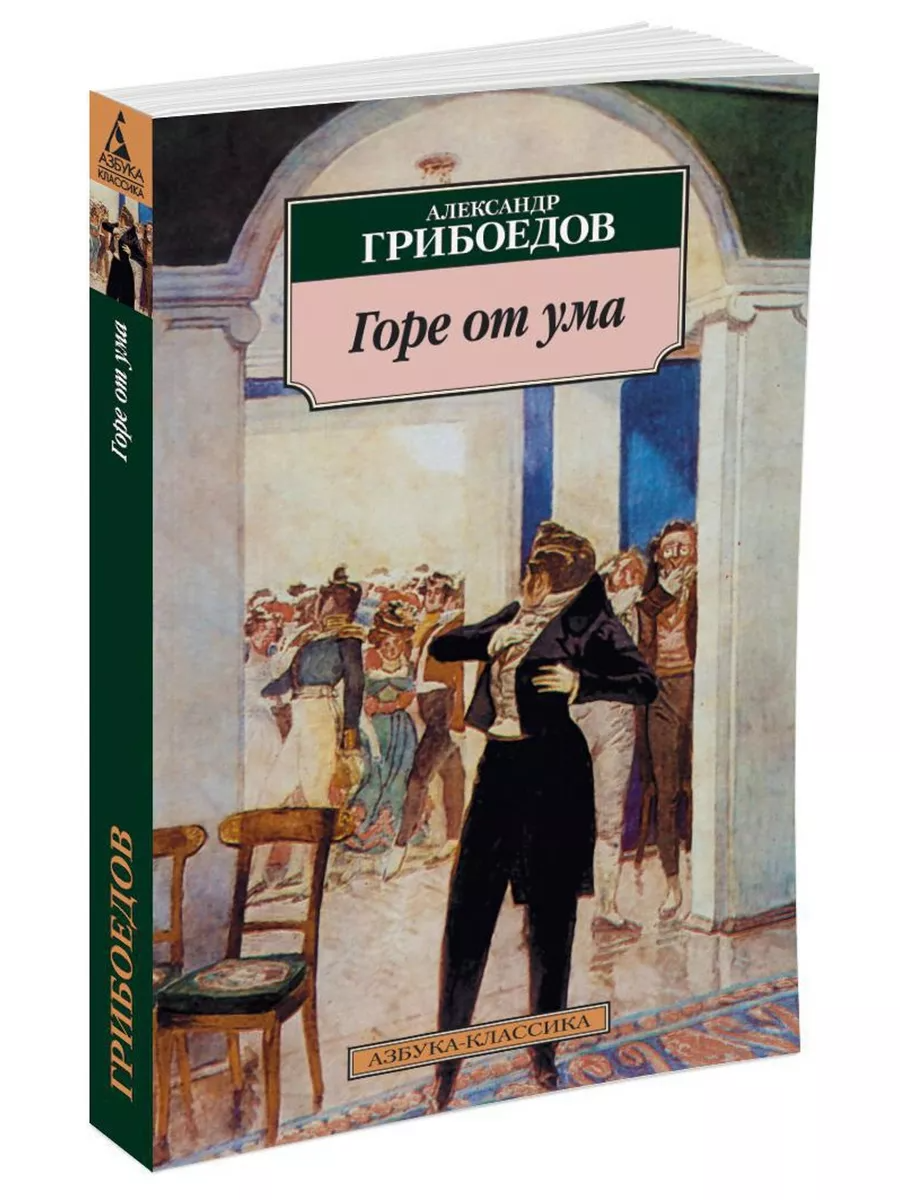 АЗБУКА
КЛАССИКА
Горе от ума
ГРИБОЕДОВ
АЛЕКСАНДР
ГРИБОЕДОВ
Горе от ума
АЗБУКА-КЛАССИКА